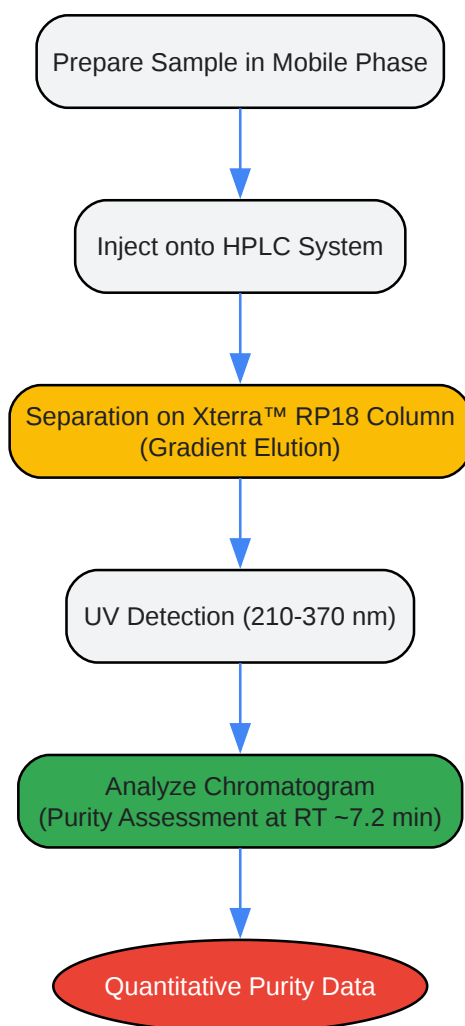 Prepare Sample in Mobile Phase
Inject onto HPLC System
Separation on Xterra™ RP18 Column
(Gradient Elution)
UV Detection (210-370 nm)
Analyze Chromatogram
(Purity Assessment at RT ~7.2 min)
Quantitative Purity Data